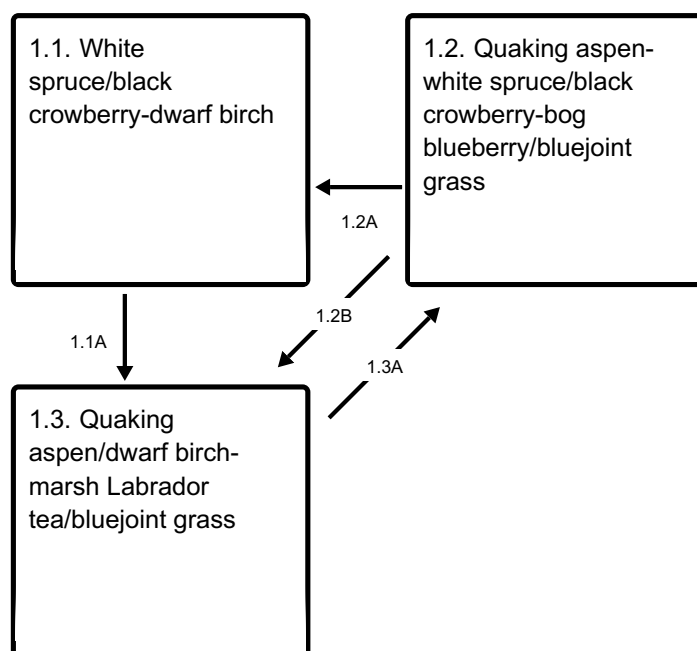 1.1. White
spruce/black
crowberry-dwarf birch
1.2. Quaking aspen-
white spruce/black
crowberry-bog
blueberry/bluejoint
grass
1.2A
1.2B
1.1A
1.3A
1.3. Quaking
aspen/dwarf birch-
marsh Labrador
tea/bluejoint grass